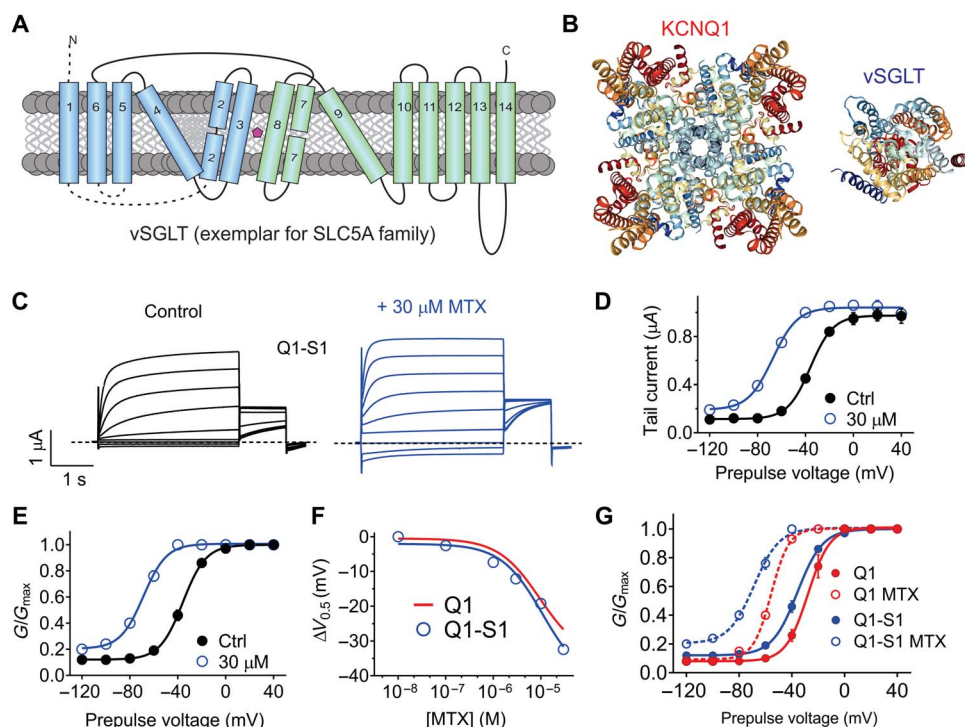 A
N
C
1
6
5
4
2
2
3
8
7
7
9
10
11
12
13
14
vSGLT (exemplar for SLC5A family)
B
KCNQ1
vSGLT
C
Control
+ 30 μM MTX
Q1-S1
1 μA
1 s
D
Tail current (μA)
0.8
0.4
0.0
Ctrl
30 μM
−120 −80 −40 0 40
Prepulse voltage (mV)
E
G/Gmax
1.0
0.8
0.6
0.4
0.2
0.0
Ctrl
30 μM
−120 −80 −40 0 40
Prepulse voltage (mV)
F
ΔV0.5 (mV)
0
−10
−20
−30
−40
Q1
Q1-S1
10−8 10−7 10−6 10−5
[MTX] (M)
G
G/Gmax
1.0
0.8
0.6
0.4
0.2
0.0
Q1
Q1 MTX
Q1-S1
Q1-S1 MTX
−120 −80 −40 0 40
Prepulse voltage (mV)